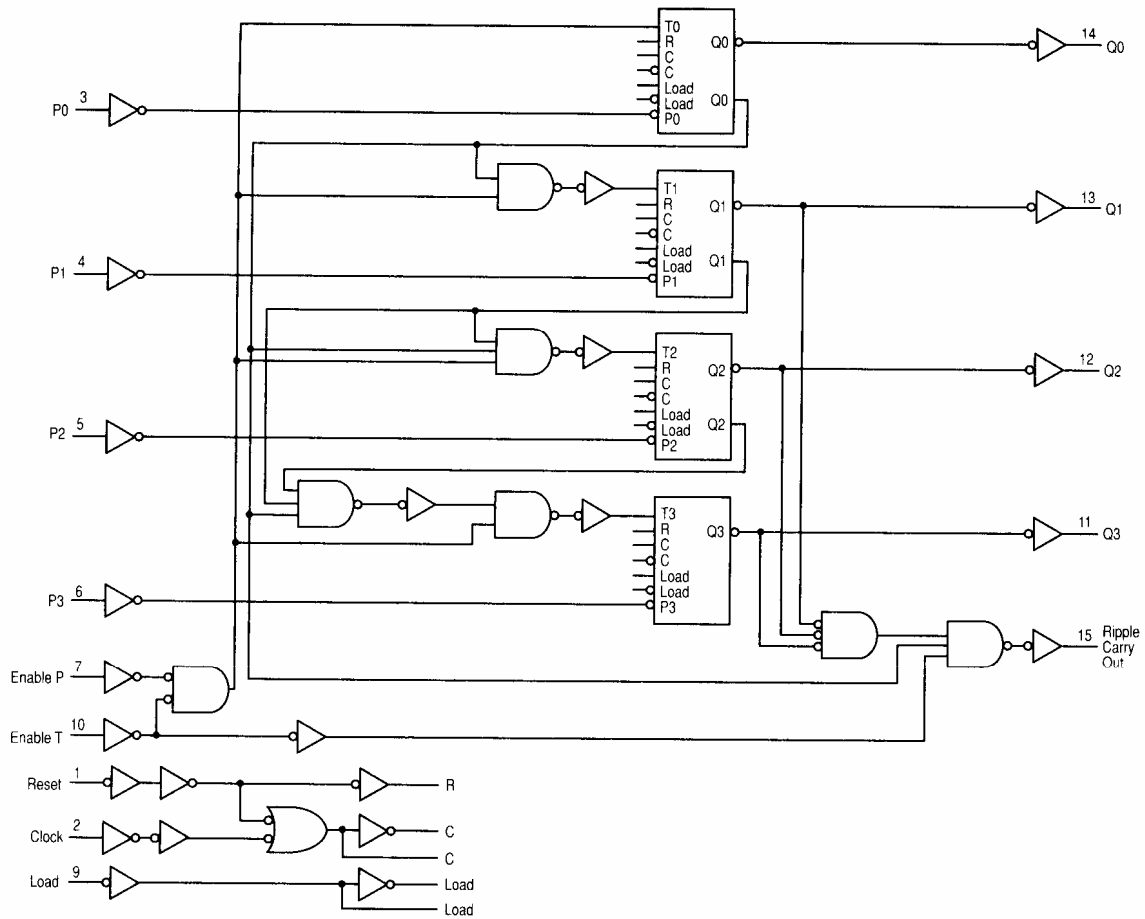 T0
R
C
C
Load
Load
P0
Q0
Q0
14
Q0
P0
3
T1
R
C
C
Load
Load
P1
Q1
Q1
13
Q1
P1
4
T2
R
C
C
Load
Load
P2
Q2
Q2
12
Q2
P2
5
T3
R
C
C
Load
Load
P3
Q3
11
Q3
P3
6
15
Ripple
Carry
Out
Enable P
7
Enable T
10
Reset
1
R
Clock
2
C
C
Load
9
Load
Load